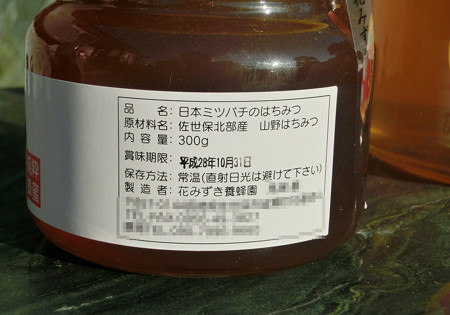 品　　名: 日本ミツバチのはちみつ
原材料名: 佐世保北部産　山野はちみつ
内 容 量: 300g
賞味期限: 平成28年10月31日
保存方法: 常温(直射日光は避けて下さい)
製 造 者: 花みずき養蜂園
花み